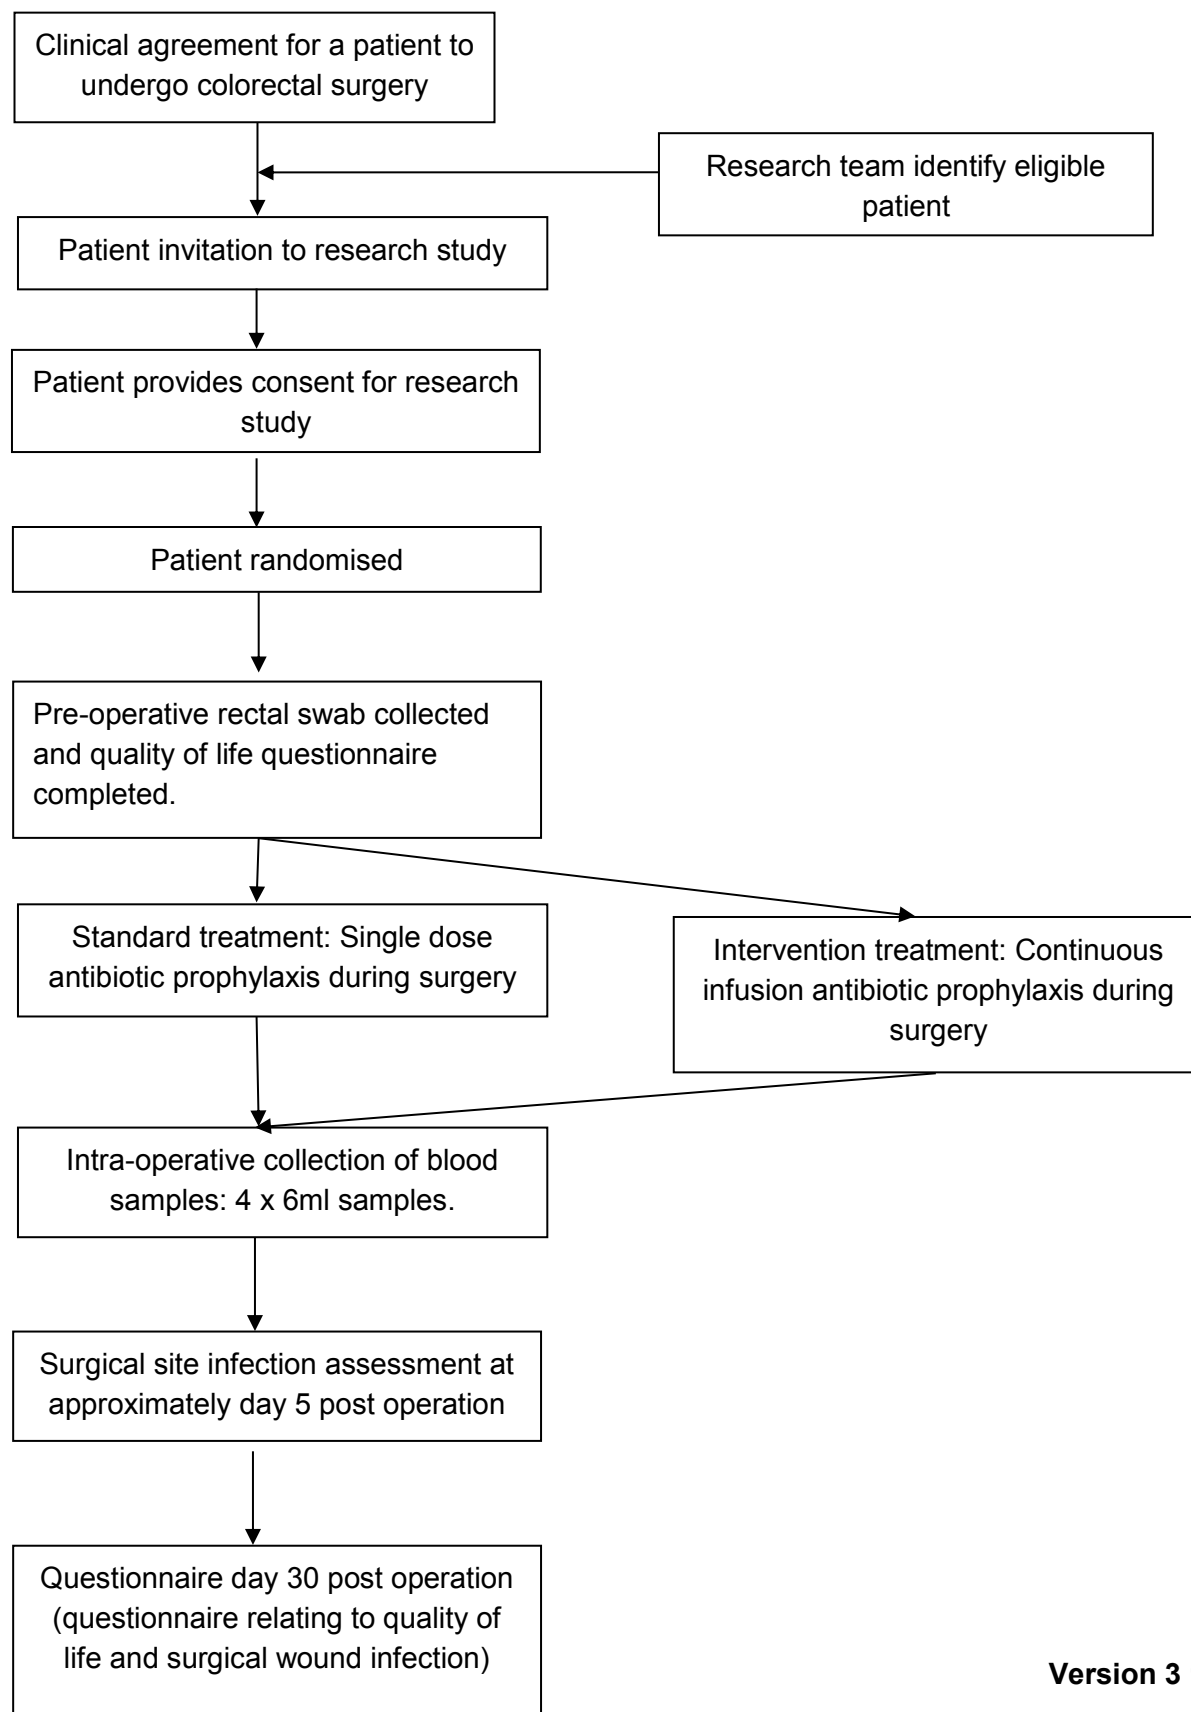 Clinical agreement for a patient to
undergo colorectal surgery
Research team identify eligible
patient
Patient invitation to research study
Patient provides consent for research
study
Patient randomised
Pre-operative rectal swab collected
and quality of life questionnaire
completed.
Standard treatment: Single dose
antibiotic prophylaxis during surgery
Intervention treatment: Continuous
infusion antibiotic prophylaxis during
surgery
Intra-operative collection of blood
samples: 4 x 6ml samples.
Surgical site infection assessment at
approximately day 5 post operation
Questionnaire day 30 post operation
(questionnaire relating to quality of
life and surgical wound infection)
Version 3